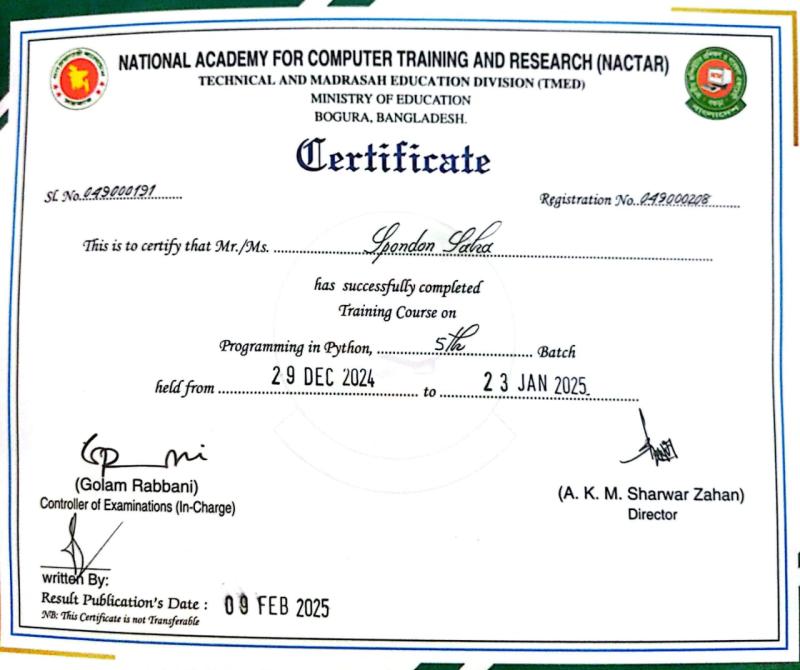 NATIONAL ACADEMY FOR COMPUTER TRAINING AND RESEARCH (NACTAR)
TECHNICAL AND MADRASAH EDUCATION DIVISION (TMED)
MINISTRY OF EDUCATION
BOGURA, BANGLADESH.
Certificate
SL No. 049000191
Registration No. 049000208
This is to certify that Mr./Ms. Spondon Saha
has successfully completed
Training Course on
Programming in Python, 5th Batch
held from 29 DEC 2024 to 23 JAN 2025
(Golam Rabbani)
Controller of Examinations (In-Charge)
(A. K. M. Sharwar Zahan)
Director
written By:
Result Publication's Date : 09 FEB 2025
NB: This Certificate is not Transferable